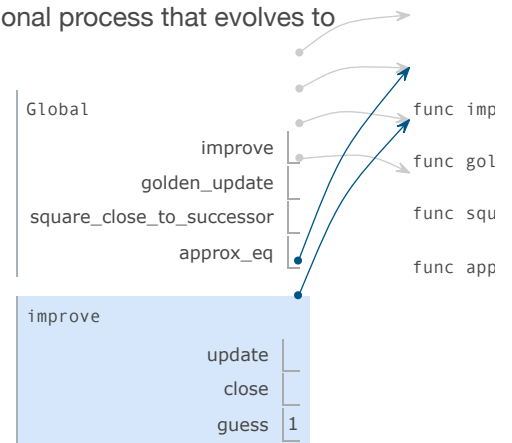 onal process that evolves to
Global
func imp
improve
func gol
golden_update
square_close_to_successor
func squ
approx_eq
func app
improve
update
close
guess 1